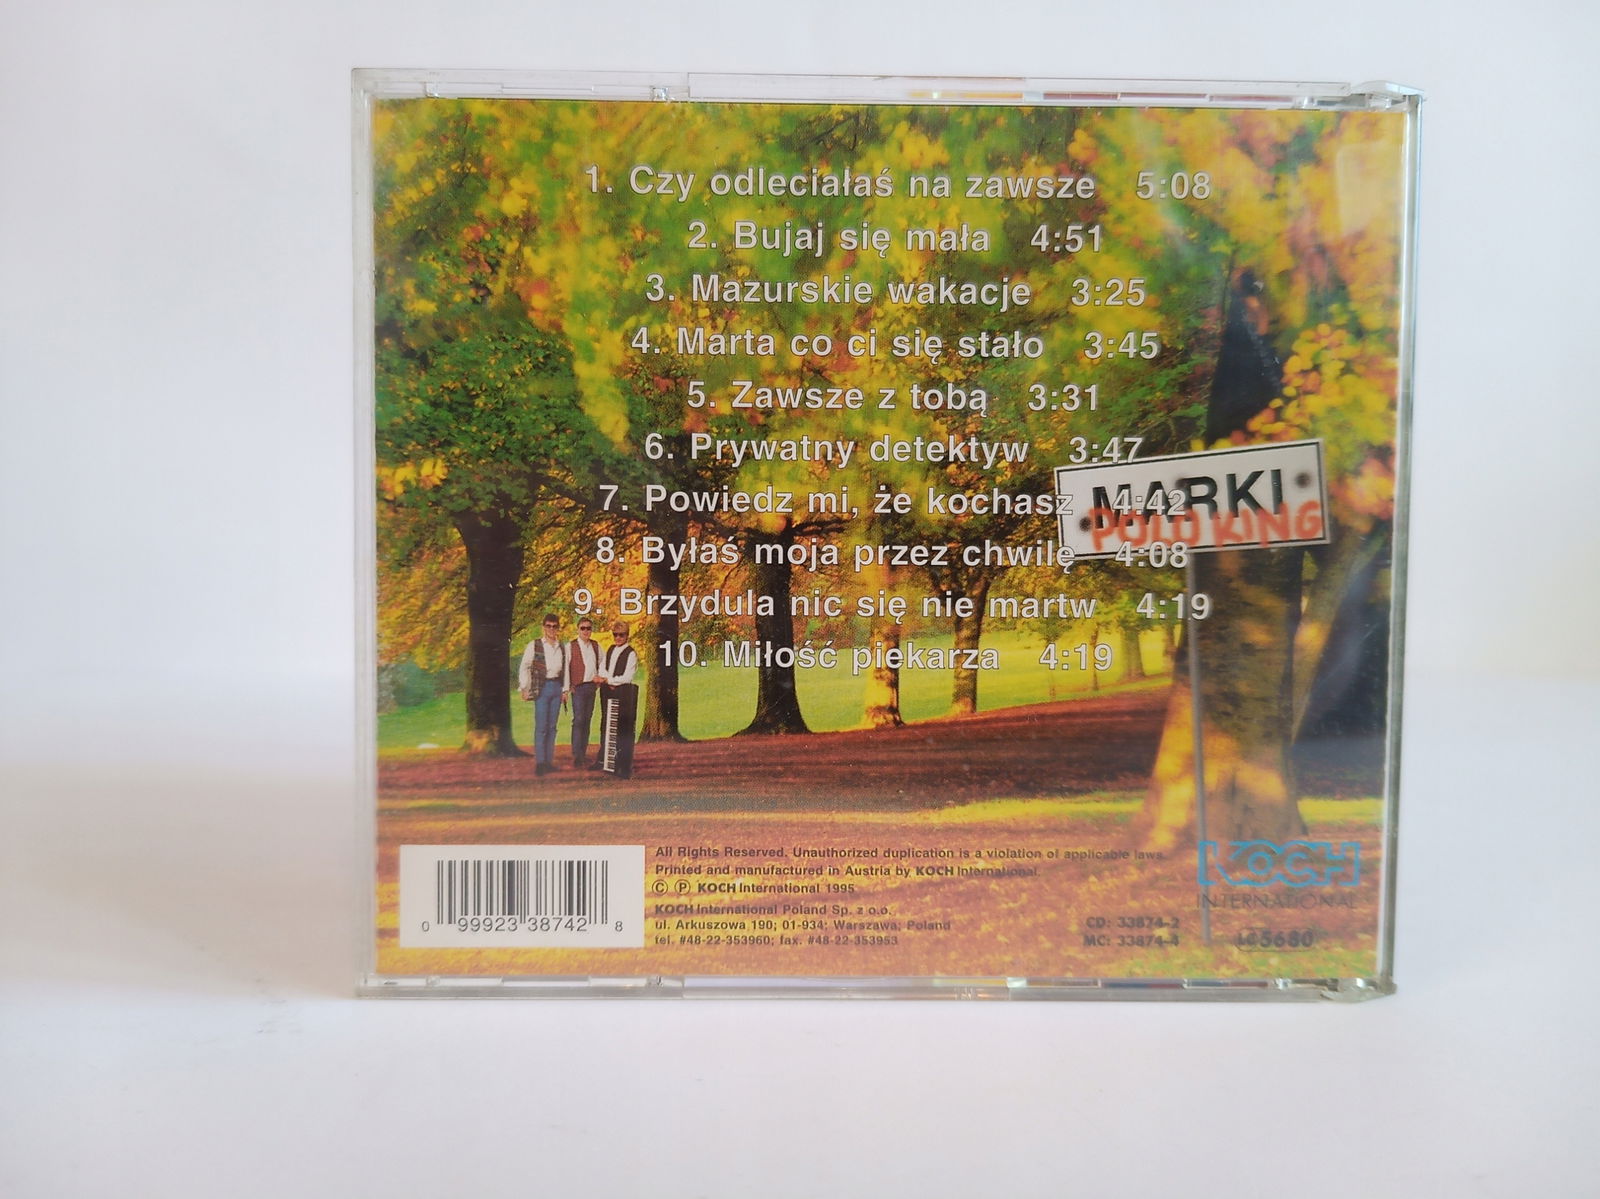 1. Czy odleciałaś na zawsze 5:08
2. Bujaj się mała 4:51
3. Mazurskie wakacje 3:25
4. Marta co ci się stało 3:45
5. Zawsze z tobą 3:31
6. Prywatny detektyw 3:47
7. Powiedz mi, że kochasz 4:42
8. Byłaś moja przez chwilę 4:08
9. Brzydula nic się nie martw 4:19
10. Miłość piekarza 4:19
MARKI
POLO KING
All Rights Reserved. Unauthorized duplication is a violation of applicable laws.
Printed and manufactured in Austria by KOCH International.
© ℗ KOCH International 1995
KOCH International Poland Sp. z o.o.
ul. Arkuszowa 190; 01-934; Warszawa; Poland
tel. #48-22-353960; fax. #48-22-353953
0 99923 38742 8
KOCH
INTERNATIONAL
CD: 33874-2
MC: 33874-4
LC 5680